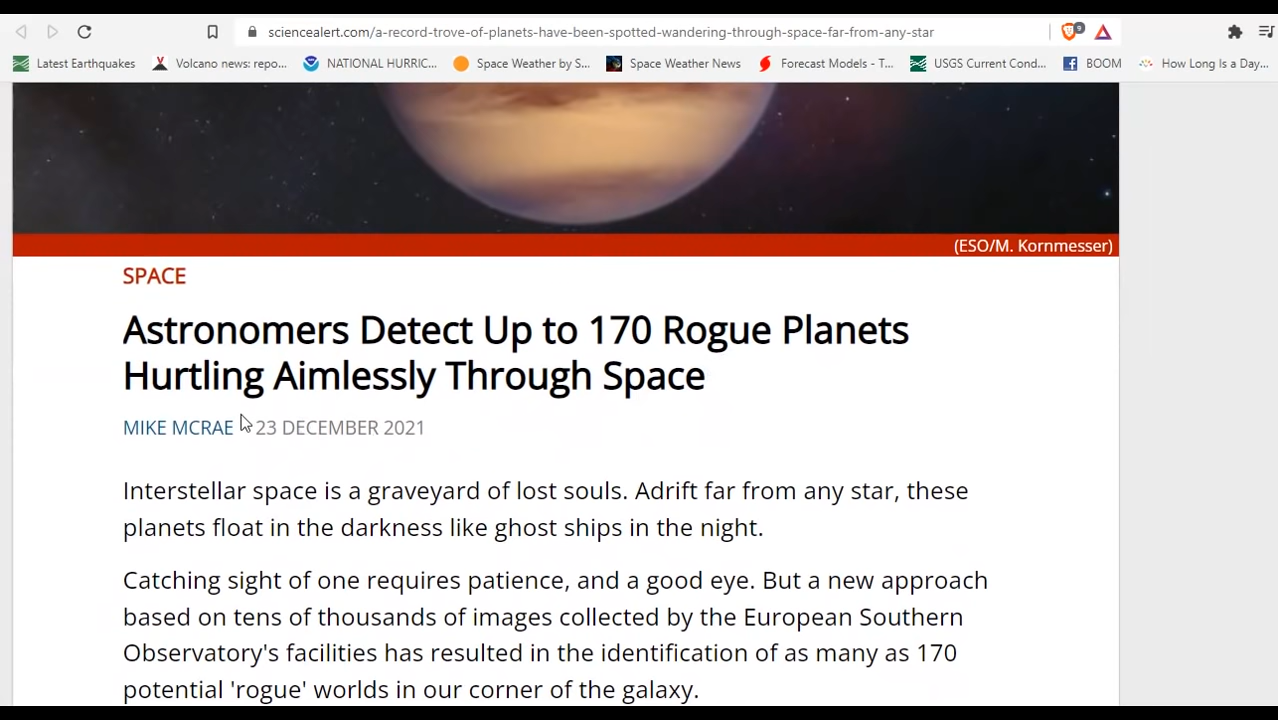 sciencealert.com/a-record-trove-of-planets-have-been-spotted-wandering-through-space-far-from-any-star
9
Latest Earthquakes Volcano news: repo... NATIONAL HURRIC... Space Weather by S... Space Weather News Forecast Models - T... USGS Current Cond... BOOM How Long Is a Day...
(ESO/M. Kornmesser)
SPACE
Astronomers Detect Up to 170 Rogue Planets
Hurtling Aimlessly Through Space
MIKE MCRAE 23 DECEMBER 2021
Interstellar space is a graveyard of lost souls. Adrift far from any star, these
planets float in the darkness like ghost ships in the night.
Catching sight of one requires patience, and a good eye. But a new approach
based on tens of thousands of images collected by the European Southern
Observatory's facilities has resulted in the identification of as many as 170
potential 'rogue' worlds in our corner of the galaxy.